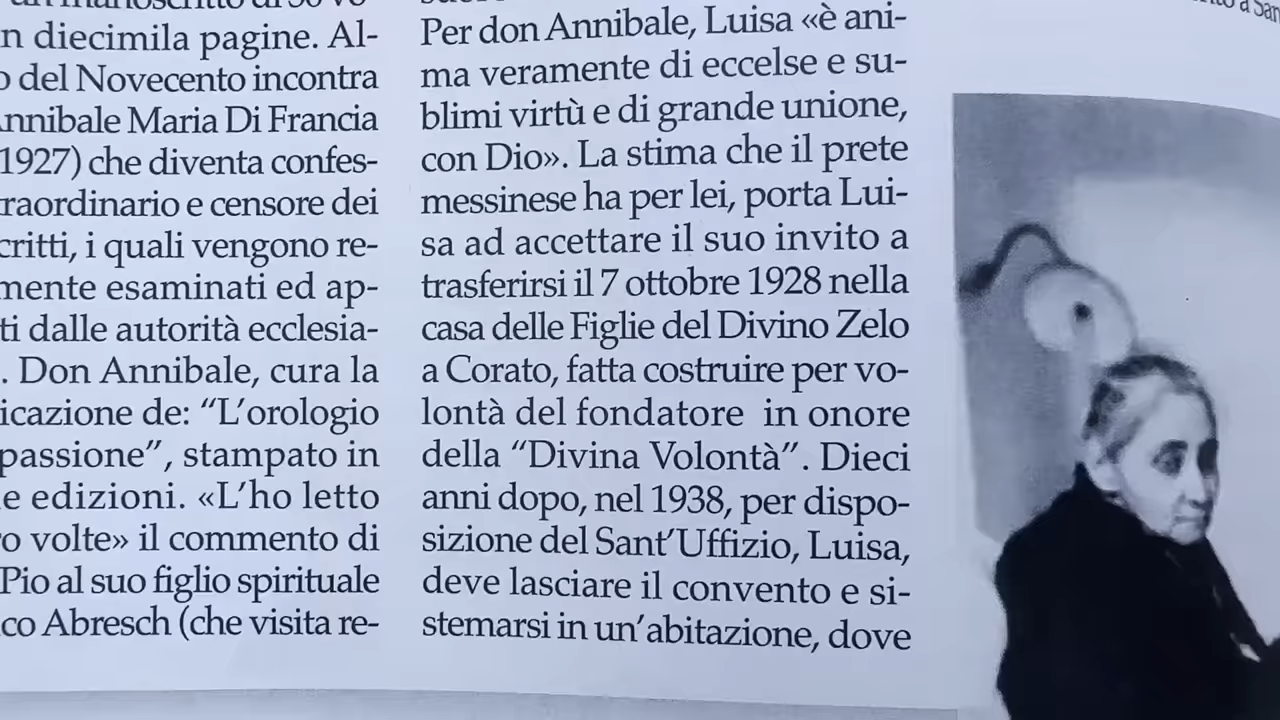 un manoscritto di 36 vo-
n diecimila pagine. Al-
o del Novecento incontra
Annibale Maria Di Francia
1927) che diventa confes-
raordinario e censore dei
critti, i quali vengono re-
mente esaminati ed ap-
ti dalle autorità ecclesia-
. Don Annibale, cura la
icazione de: “L’orologio
passione”, stampato in
e edizioni. «L’ho letto
o volte» il commento di
Pio al suo figlio spirituale
co Abresch (che visita re-
Per don Annibale, Luisa «è ani-
ma veramente di eccelse e su-
blimi virtù e di grande unione,
con Dio». La stima che il prete
messinese ha per lei, porta Lui-
sa ad accettare il suo invito a
trasferirsi il 7 ottobre 1928 nella
casa delle Figlie del Divino Zelo
a Corato, fatta costruire per vo-
lontà del fondatore in onore
della “Divina Volontà”. Dieci
anni dopo, nel 1938, per dispo-
sizione del Sant’Uffizio, Luisa,
deve lasciare il convento e si-
stemarsi in un’abitazione, dove
a San